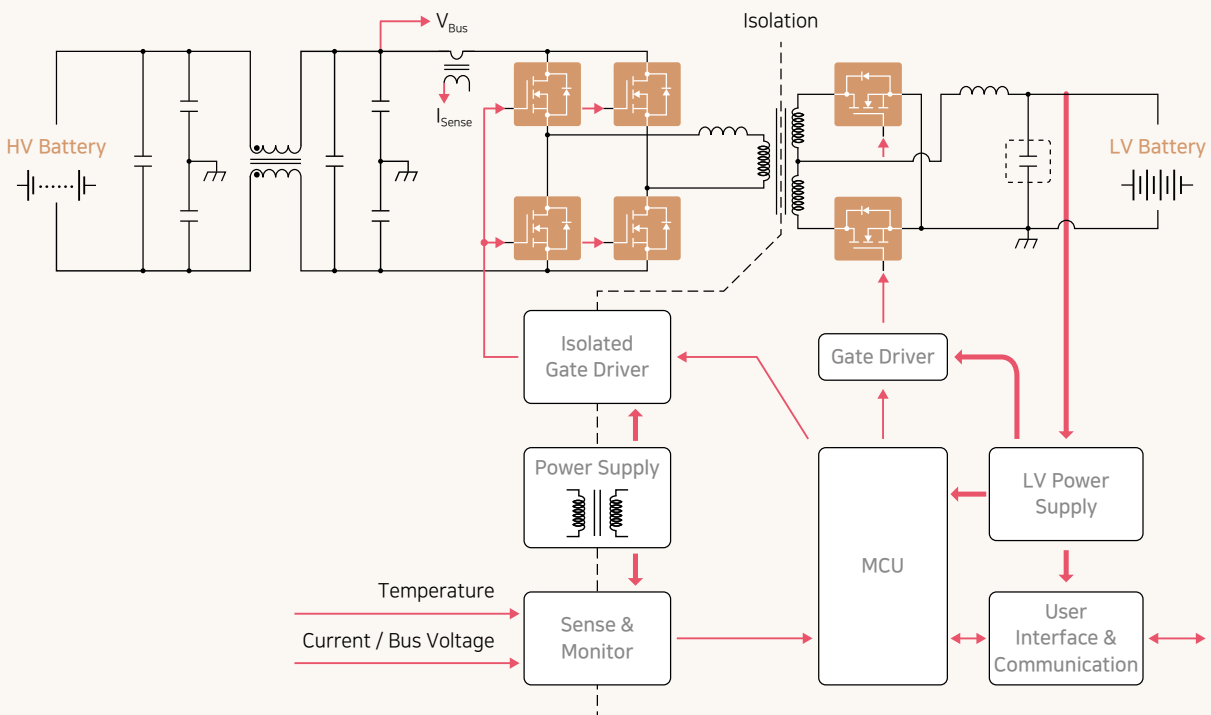 V_Bus
Isolation
I_Sense
HV Battery
LV Battery
Isolated
Gate Driver
Gate Driver
Power Supply
LV Power
Supply
MCU
Temperature
Current / Bus Voltage
Sense &
Monitor
User
Interface &
Communication